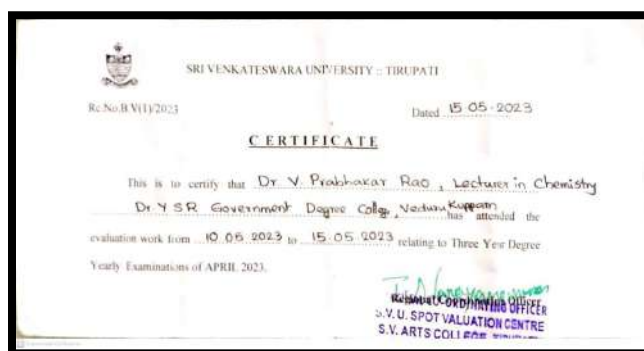 SRI VENKATESWARA UNIVERSITY :: TIRUPATI
Rc.No.B.V(1)/2023 Dated 15-05-2023
CERTIFICATE
This is to certify that Dr V. Prabhakar Rao, Lecturer in Chemistry
Dr. Y S R Government Degree College, Vedurukuppam has attended the
evaluation work from 10.05.2023 to 15.05.2023 relating to Three Year Degree
Yearly Examinations of APRIL 2023.
S.V.U. SPOT VALUATION CENTRE
S.V. ARTS COLLEGE, TIRUPATI